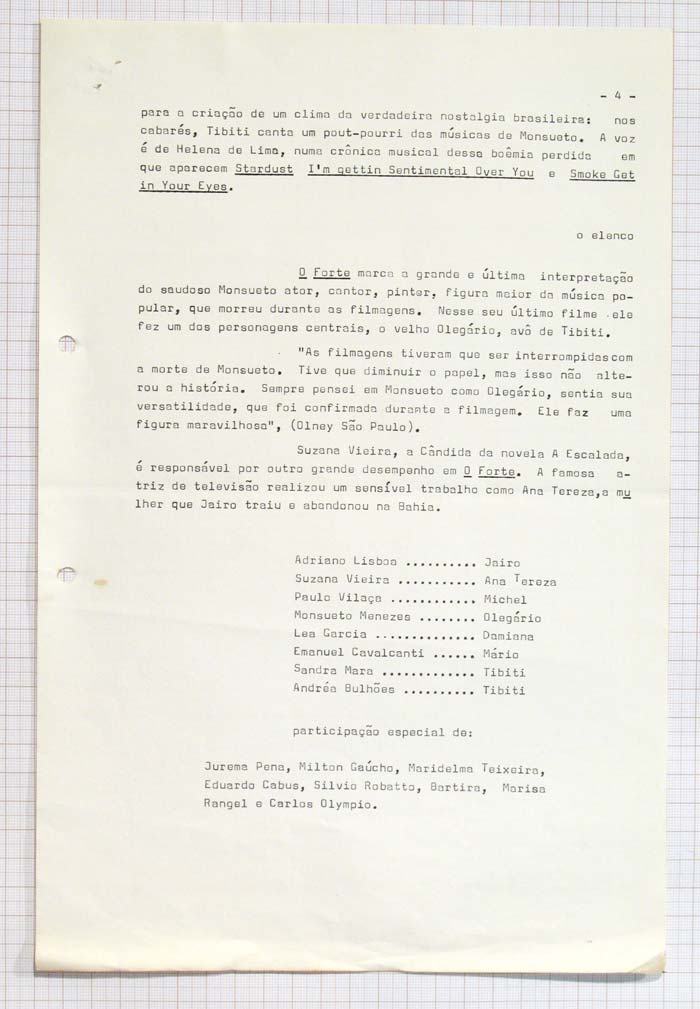 - 4 -
para a criação de um clima da verdadeira nostalgia brasileira: nos
cabarés, Tibiti canta um pout-pourri das músicas de Monsueto. A voz
é de Helena de Lima, numa crônica musical dessa boêmia perdida em
que aparecem Stardust I'm gettin Sentimental Over You e Smoke Get
in Your Eyes.
o elenco
O Forte marca a grande e última interpretação
do saudoso Monsueto ator, cantor, pintor, figura maior da música po-
pular, que morreu durante as filmagens. Nesse seu último filme ele
fez um dos personagens centrais, o velho Olegário, avô de Tibiti.
"As filmagens tiveram que ser interrompidas com
a morte de Monsueto. Tive que diminuir o papel, mas isso não alte-
rou a história. Sempre pensei em Monsueto como Olegário, sentia sua
versatilidade, que foi confirmada durante a filmagem. Ele faz uma
figura maravilhosa", (Olney São Paulo).
Suzana Vieira, a Cândida da novela A Escalada,
é responsável por outro grande desempenho em O Forte. A famosa a-
triz de televisão realizou um sensível trabalho como Ana Tereza,a mu
lher que Jairo traiu e abandonou na Bahia.
Adriano Lisboa .......... Jairo
Suzana Vieira ........... Ana Tereza
Paulo Vilaça ............ Michel
Monsueto Menezes ........ Olegário
Lea Garcia .............. Damiana
Emanuel Cavalcanti ...... Mário
Sandra Mara ............. Tibiti
Andréa Bulhões .......... Tibiti
participação especial de:
Jurema Pena, Milton Gaúcho, Maridelma Teixeira,
Eduardo Cabus, Silvio Robatto, Bartira, Marisa
Rangel e Carlos Olympio.